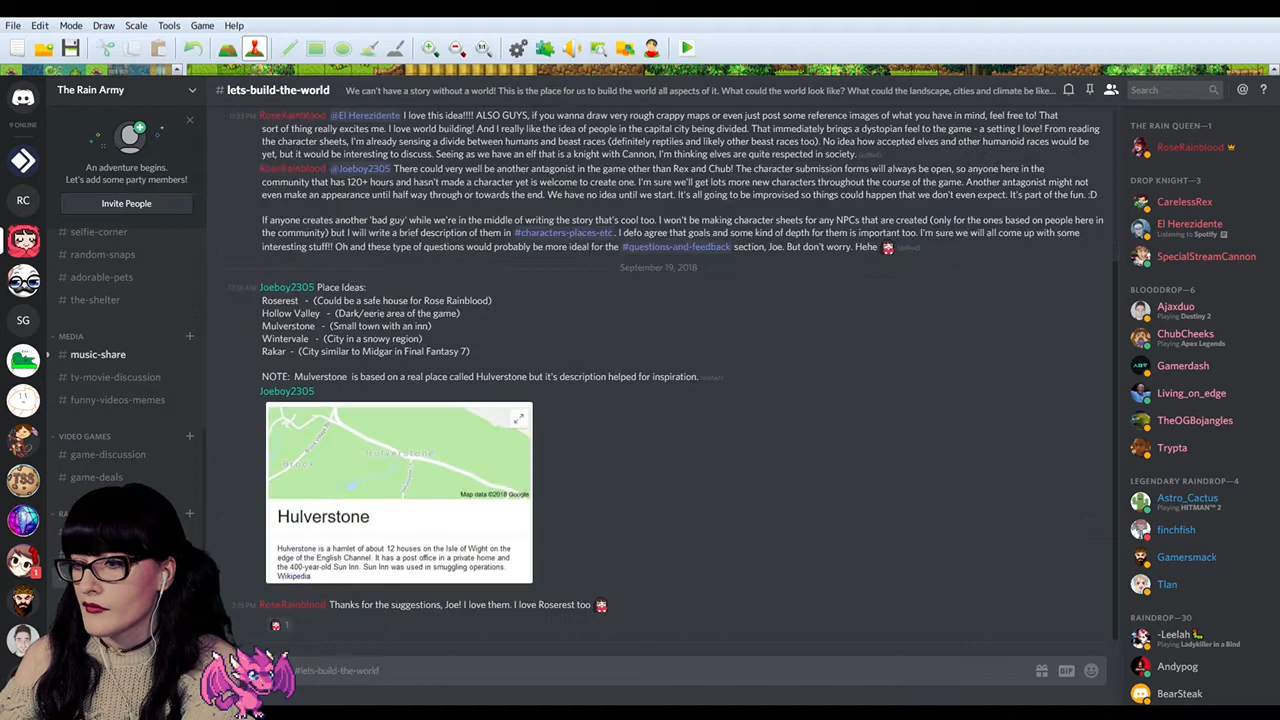 File Edit Mode Draw Scale Tools Game Help
The Rain Army
# lets-build-the-world
We can't have a story without a world! This is the place for us to build the world all aspects of it. What could the world look like? What could the landscape, cities and climate be like...
Search
9 ONLINE
An adventure begins.
Let's add some party members!
Invite People
RC
SG
# selfie-corner
# random-snaps
# adorable-pets
# the-shelter
MEDIA
# music-share
# tv-movie-discussion
# funny-videos-memes
VIDEO GAMES
# game-discussion
# game-deals
1
RoseRainblood @El Herezidente I love this idea!!!! ALSO GUYS, if you wanna draw very rough crappy maps or even just post some reference images of what you have in mind, feel free to! That
sort of thing really excites me. I love world building! And I really like the idea of people in the capital city being divided. That immediately brings a dystopian feel to the game - a setting I love! From reading
the character sheets, I'm already sensing a divide between humans and beast races (definitely reptiles and likely other beast races too). No idea how accepted elves and other humanoid races would be
yet, but it would be interesting to discuss. Seeing as we have an elf that is a knight with Cannon, I'm thinking elves are quite respected in society. (edited)
RoseRainblood @Joeboy2305 There could very well be another antagonist in the game other than Rex and Chub! The character submission forms will always be open, so anyone here in the
community that has 120+ hours and hasn't made a character yet is welcome to create one. I'm sure we'll get lots more new characters throughout the course of the game. Another antagonist might not
even make an appearance until half way through or towards the end. We have no idea until we start. It's all going to be improvised so things could happen that we don't even expect. It's part of the fun. :D
If anyone creates another 'bad guy' while we're in the middle of writing the story that's cool too. I won't be making character sheets for any NPCs that are created (only for the ones based on people here in
the community) but I will write a brief description of them in #characters-places-etc. I defo agree that goals and some kind of depth for them is important too. I'm sure we will all come up with some
interesting stuff!! Oh and these type of questions would probably be more ideal for the #questions-and-feedback section, Joe. But don't worry. Hehe (edited)
September 19, 2018
Joeboy2305 Place Ideas:
Roserest - (Could be a safe house for Rose Rainblood)
Hollow Valley - (Dark/eerie area of the game)
Mulverstone - (Small town with an inn)
Wintervale - (City in a snowy region)
Rakar - (City similar to Midgar in Final Fantasy 7)
NOTE: Mulverstone is based on a real place called Hulverstone but it's description helped for inspiration. (edited)
Joeboy2305
Hulverstone
Brook
Map data ©2018 Google
Hulverstone
Hulverstone is a hamlet of about 12 houses on the Isle of Wight on the
edge of the English Channel. It has a post office in a private home and
the 400-year-old Sun Inn. Sun Inn was used in smuggling operations.
Wikipedia
2:15 PM RoseRainblood Thanks for the suggestions, Joe! I love them. I love Roserest too
1
#lets-build-the-world
GIF
THE RAIN QUEEN—1
RoseRainblood
DROP KNIGHT—3
CarelessRex
El Herezidente
Listening to Spotify
SpecialStreamCannon
BLOODDROP—6
Ajaxduo
Playing Destiny 2
ChubCheeks
Playing Apex Legends
Gamerdash
Living_on_edge
TheOGBojangles
Trypta
LEGENDARY RAINDROP—4
Astro_Cactus
Playing HITMAN™ 2
finchfish
Gamersmack
Tlan
RAINDROP—30
-Leelah
Playing Ladykiller in a Bind
Andypog
BearSteak